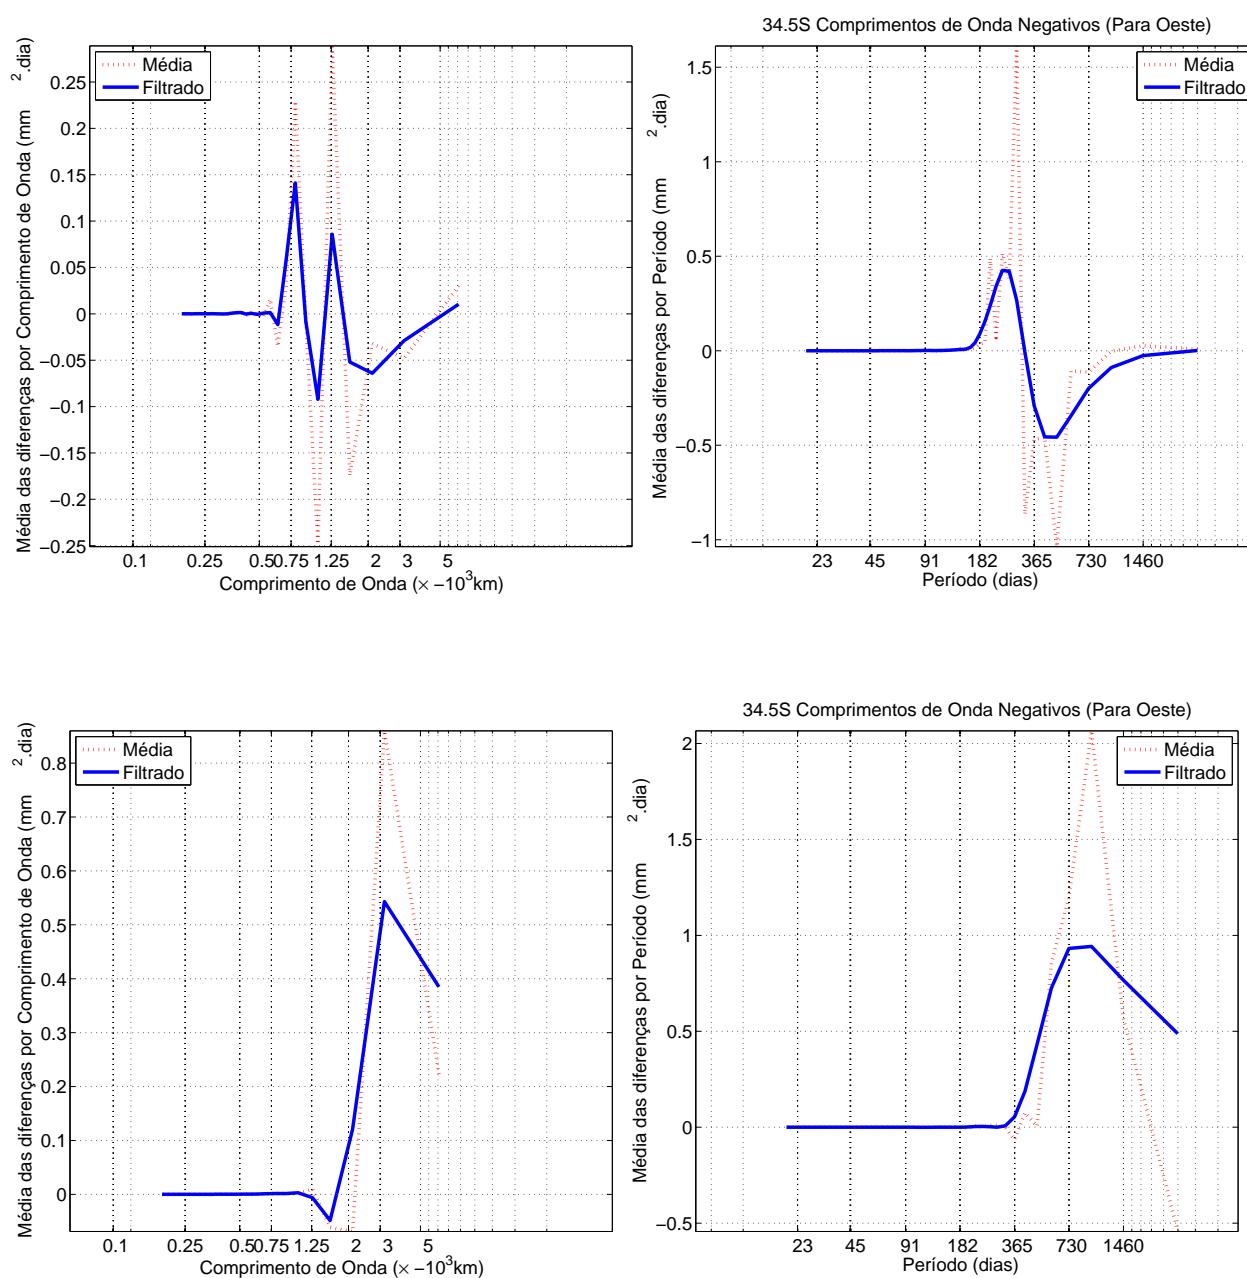 34.5S Comprimentos de Onda Negativos (Para Oeste)
Média das diferenças por Comprimento de Onda (mm².dia)
Média
Filtrado
0.25
0.2
0.15
0.1
0.05
0
−0.05
−0.1
−0.15
−0.2
−0.25
0.1 0.25 0.50 0.75 1.25 2 3 5
Comprimento de Onda (× −10³km)
Média das diferenças por Período (mm².dia)
Média
Filtrado
1.5
1
0.5
0
−0.5
−1
23 45 91 182 365 730 1460
Período (dias)
34.5S Comprimentos de Onda Negativos (Para Oeste)
Média das diferenças por Comprimento de Onda (mm².dia)
Média
Filtrado
0.8
0.7
0.6
0.5
0.4
0.3
0.2
0.1
0
0.1 0.25 0.50 0.75 1.25 2 3 5
Comprimento de Onda (× −10³km)
Média das diferenças por Período (mm².dia)
Média
Filtrado
2
1.5
1
0.5
0
−0.5
23 45 91 182 365 730 1460
Período (dias)